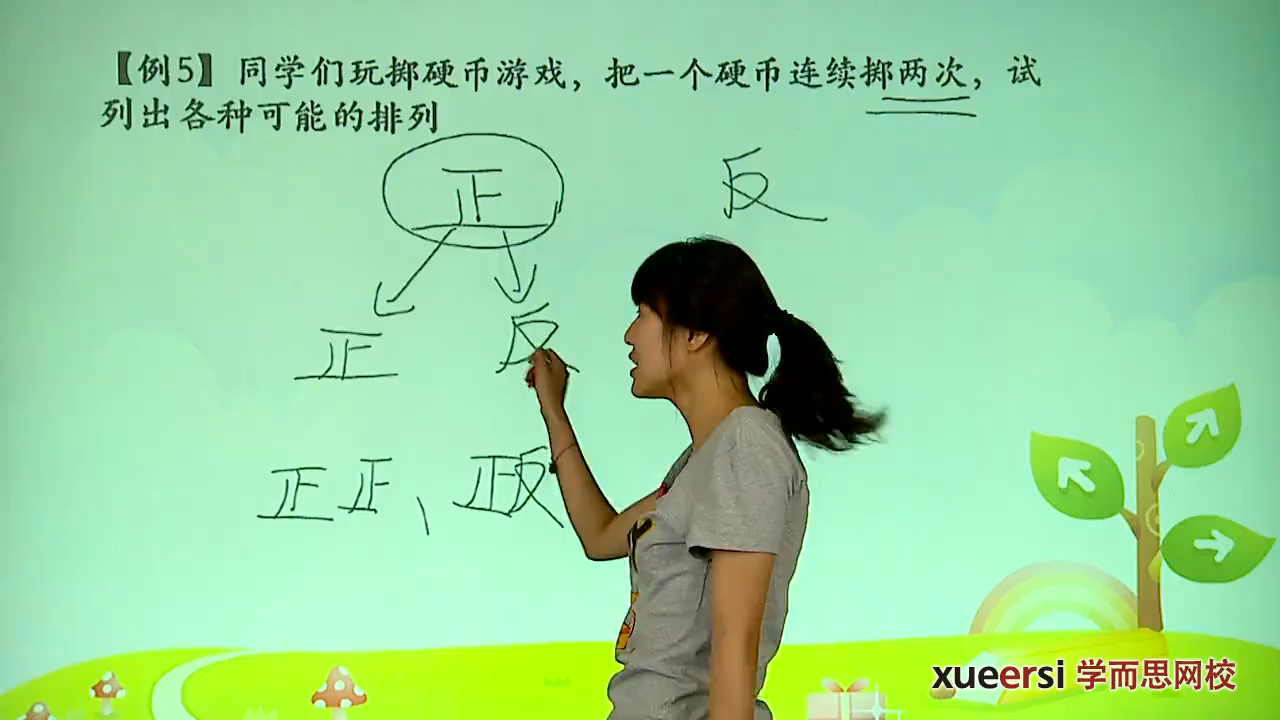 【例5】同学们玩掷硬币游戏，把一个硬币连续掷两次，试
列出各种可能的排列
正 反
正 反
正正、正反
xueersi 学而思网校